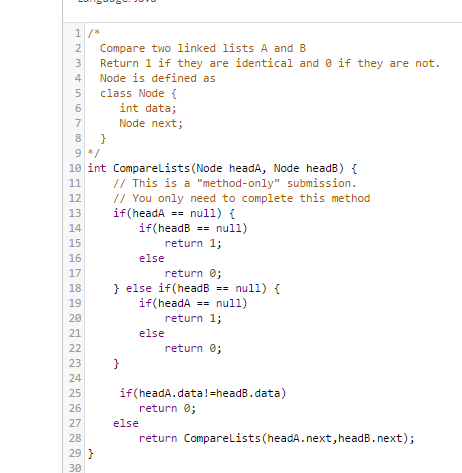 Language: Java
1 /*
2   Compare two linked lists A and B
3   Return 1 if they are identical and 0 if they are not.
4   Node is defined as
5   class Node {
6      int data;
7      Node next;
8   }
9 */
10 int CompareLists(Node headA, Node headB) {
11     // This is a "method-only" submission.
12     // You only need to complete this method
13     if(headA == null) {
14         if(headB == null)
15             return 1;
16         else
17             return 0;
18     } else if(headB == null) {
19         if(headA == null)
20             return 1;
21         else
22             return 0;
23     }
24
25      if(headA.data!=headB.data)
26         return 0;
27     else
28         return CompareLists(headA.next,headB.next);
29 }
30